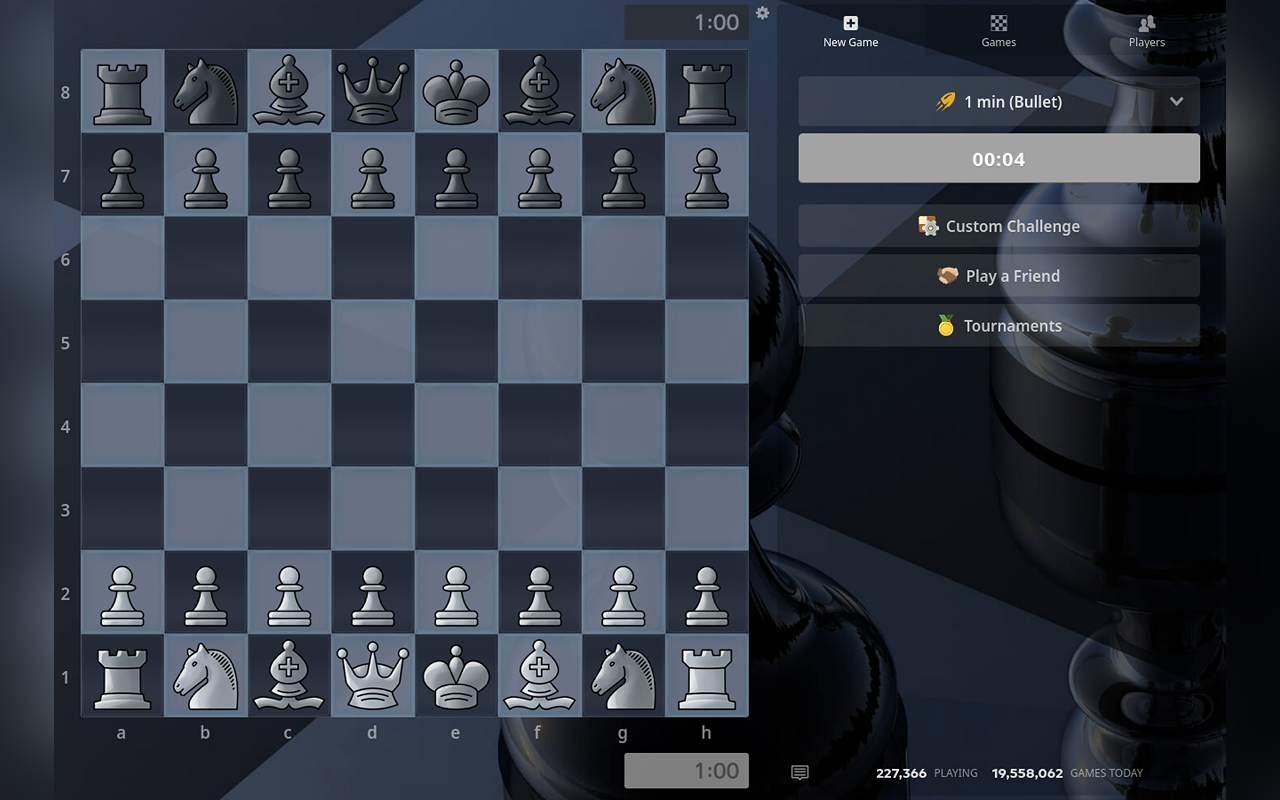 1:00
8
7
6
5
4
3
2
1
a b c d e f g h
1:00
New Game
Games
Players
1 min (Bullet)
00:04
Custom Challenge
Play a Friend
Tournaments
227,366 PLAYING 19,558,062 GAMES TODAY